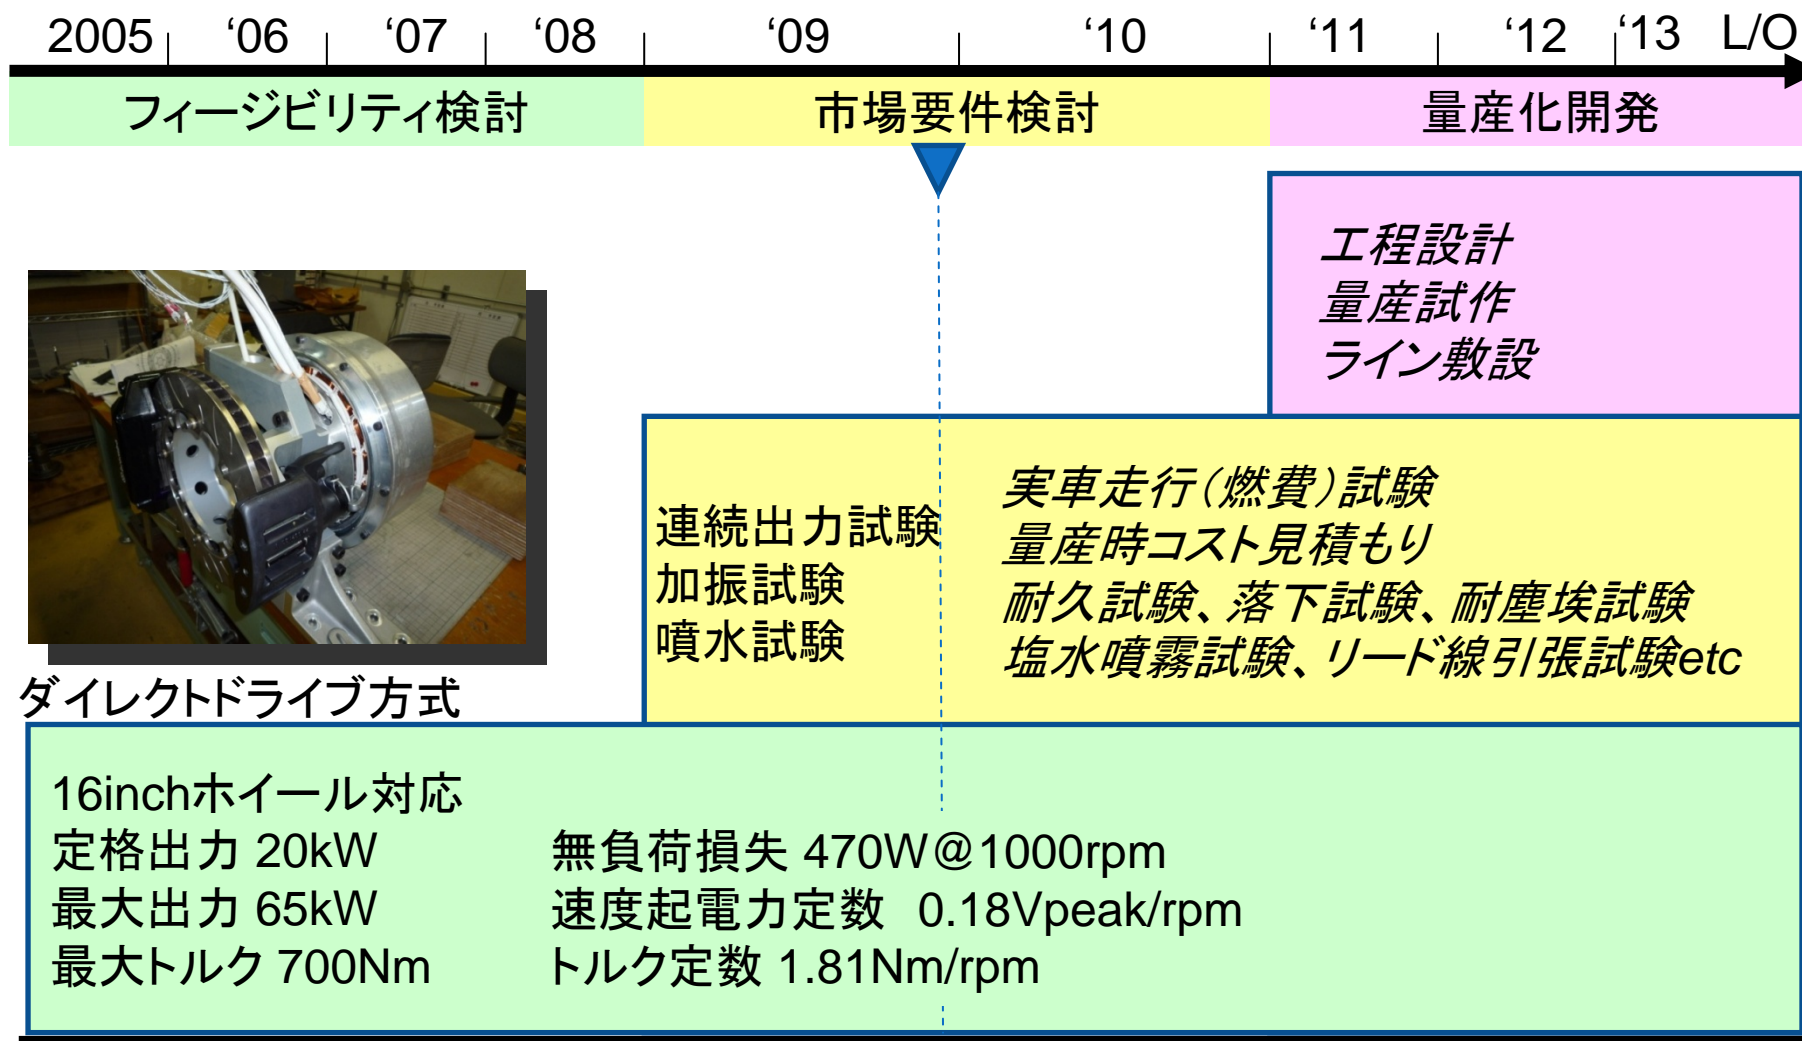 2005 ‘06 ‘07 ‘08 ‘09 ‘10 ‘11 ‘12 ‘13 L/O
フィージビリティ検討 市場要件検討 量産化開発
工程設計
量産試作
ライン敷設
連続出力試験
加振試験
噴水試験
実車走行（燃費）試験
量産時コスト見積もり
耐久試験、落下試験、耐塵埃試験
塩水噴霧試験、リード線引張試験etc
ダイレクトドライブ方式
16inchホイール対応
定格出力 20kW
最大出力 65kW
最大トルク 700Nm
無負荷損失 470W@1000rpm
速度起電力定数 0.18Vpeak/rpm
トルク定数 1.81Nm/rpm